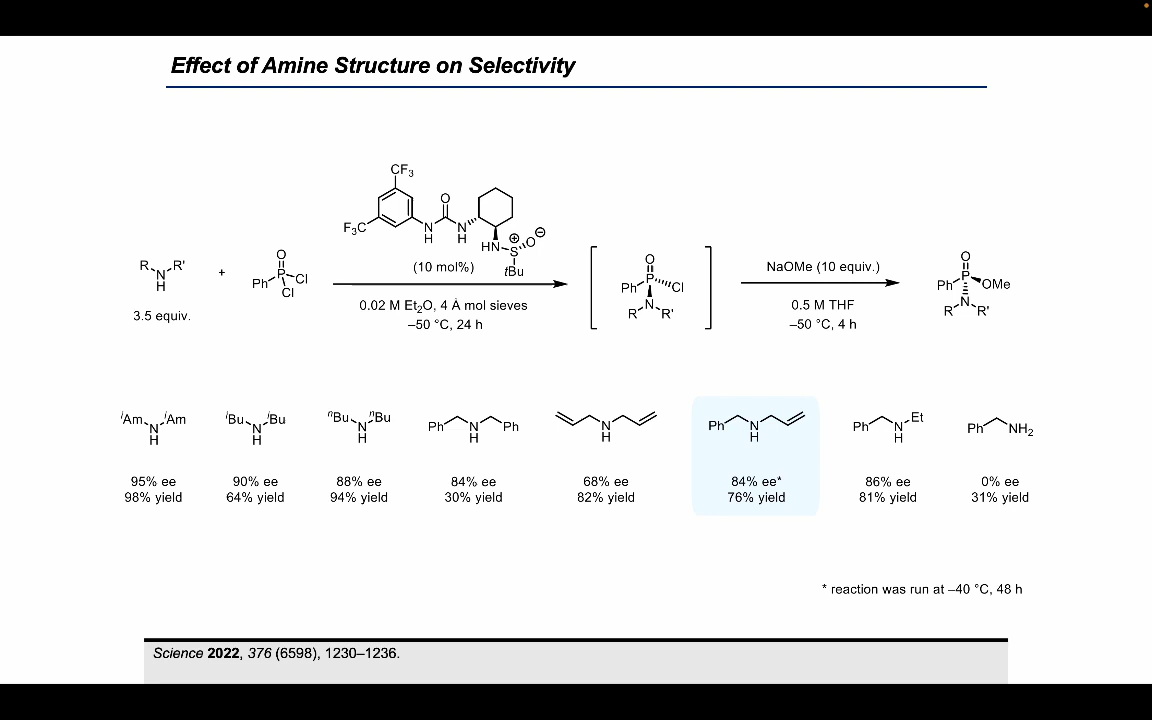 Effect of Amine Structure on Selectivity
CF3
F3C
O
N
H
N
H
HN
S
⊕
O
⊖
tBu
R
N
H
R'
3.5 equiv.
+
O
Ph
P
Cl
Cl
(10 mol%)
0.02 M Et2O, 4 Å mol sieves
–50 °C, 24 h
O
Ph
P
Cl
N
R
R'
NaOMe (10 equiv.)
0.5 M THF
–50 °C, 4 h
O
Ph
P
OMe
N
R
R'
iAm N iAm
H
95% ee
98% yield
iBu N iBu
H
90% ee
64% yield
nBu N nBu
H
88% ee
94% yield
Ph N Ph
H
84% ee
30% yield
N
H
68% ee
82% yield
Ph N
H
84% ee*
76% yield
Ph N Et
H
86% ee
81% yield
Ph NH2
0% ee
31% yield
* reaction was run at –40 °C, 48 h
Science 2022, 376 (6598), 1230–1236.